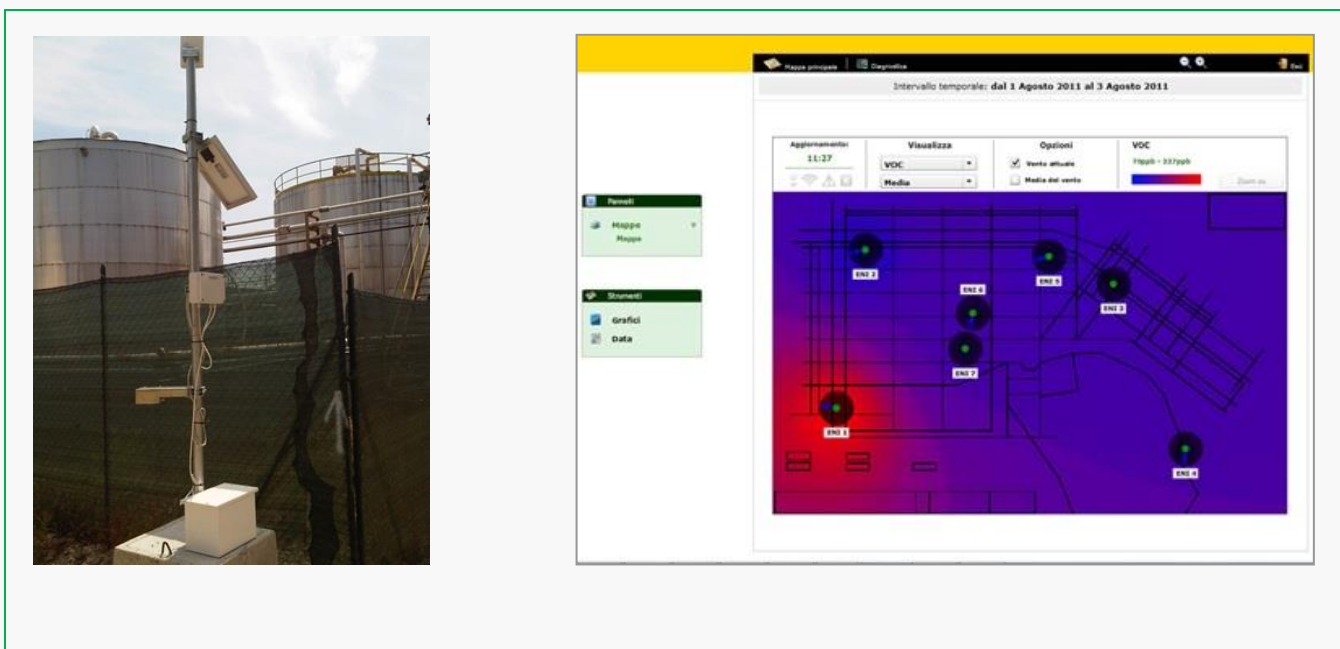 Mappe principale Diagnostica Esci
Intervallo temporale: dal 1 Agosto 2011 al 3 Agosto 2011
Aggiornamento:
11:27
Visualizza
VOC
Media
Opzioni
Vento attuale
Media del vento
VOC
337ppb
Zoom su
Pannelli
Mappe
Mappe
Strumenti
Grafici
Data
ENI 2
ENI 5
ENI 6
ENI 3
ENI 7
ENI 1
ENI 4